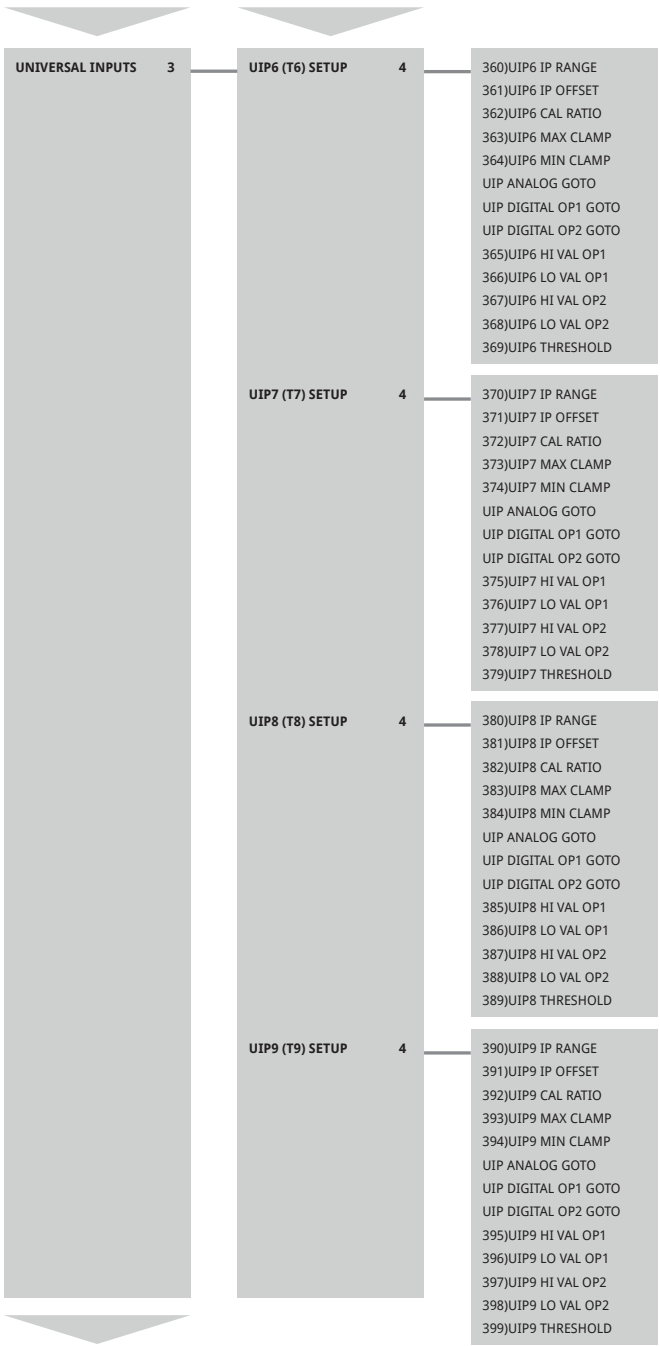 UNIVERSAL INPUTS 3
UIP6 (T6) SETUP 4
360)UIP6 IP RANGE
361)UIP6 IP OFFSET
362)UIP6 CAL RATIO
363)UIP6 MAX CLAMP
364)UIP6 MIN CLAMP
UIP ANALOG GOTO
UIP DIGITAL OP1 GOTO
UIP DIGITAL OP2 GOTO
365)UIP6 HI VAL OP1
366)UIP6 LO VAL OP1
367)UIP6 HI VAL OP2
368)UIP6 LO VAL OP2
369)UIP6 THRESHOLD
UIP7 (T7) SETUP 4
370)UIP7 IP RANGE
371)UIP7 IP OFFSET
372)UIP7 CAL RATIO
373)UIP7 MAX CLAMP
374)UIP7 MIN CLAMP
UIP ANALOG GOTO
UIP DIGITAL OP1 GOTO
UIP DIGITAL OP2 GOTO
375)UIP7 HI VAL OP1
376)UIP7 LO VAL OP1
377)UIP7 HI VAL OP2
378)UIP7 LO VAL OP2
379)UIP7 THRESHOLD
UIP8 (T8) SETUP 4
380)UIP8 IP RANGE
381)UIP8 IP OFFSET
382)UIP8 CAL RATIO
383)UIP8 MAX CLAMP
384)UIP8 MIN CLAMP
UIP ANALOG GOTO
UIP DIGITAL OP1 GOTO
UIP DIGITAL OP2 GOTO
385)UIP8 HI VAL OP1
386)UIP8 LO VAL OP1
387)UIP8 HI VAL OP2
388)UIP8 LO VAL OP2
389)UIP8 THRESHOLD
UIP9 (T9) SETUP 4
390)UIP9 IP RANGE
391)UIP9 IP OFFSET
392)UIP9 CAL RATIO
393)UIP9 MAX CLAMP
394)UIP9 MIN CLAMP
UIP ANALOG GOTO
UIP DIGITAL OP1 GOTO
UIP DIGITAL OP2 GOTO
395)UIP9 HI VAL OP1
396)UIP9 LO VAL OP1
397)UIP9 HI VAL OP2
398)UIP9 LO VAL OP2
399)UIP9 THRESHOLD